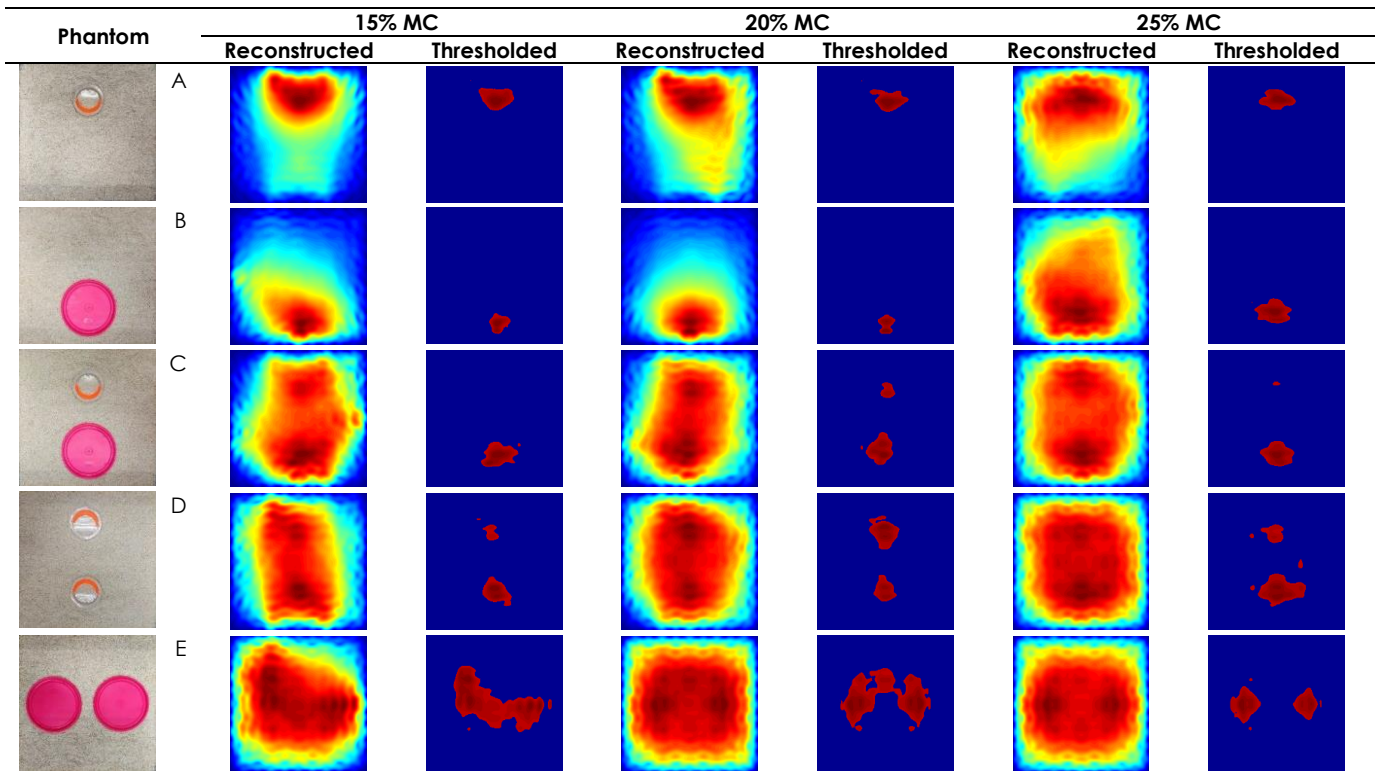 Phantom 15% MC 20% MC 25% MC
Reconstructed Thresholded Reconstructed Thresholded Reconstructed Thresholded
A
B
C
D
E